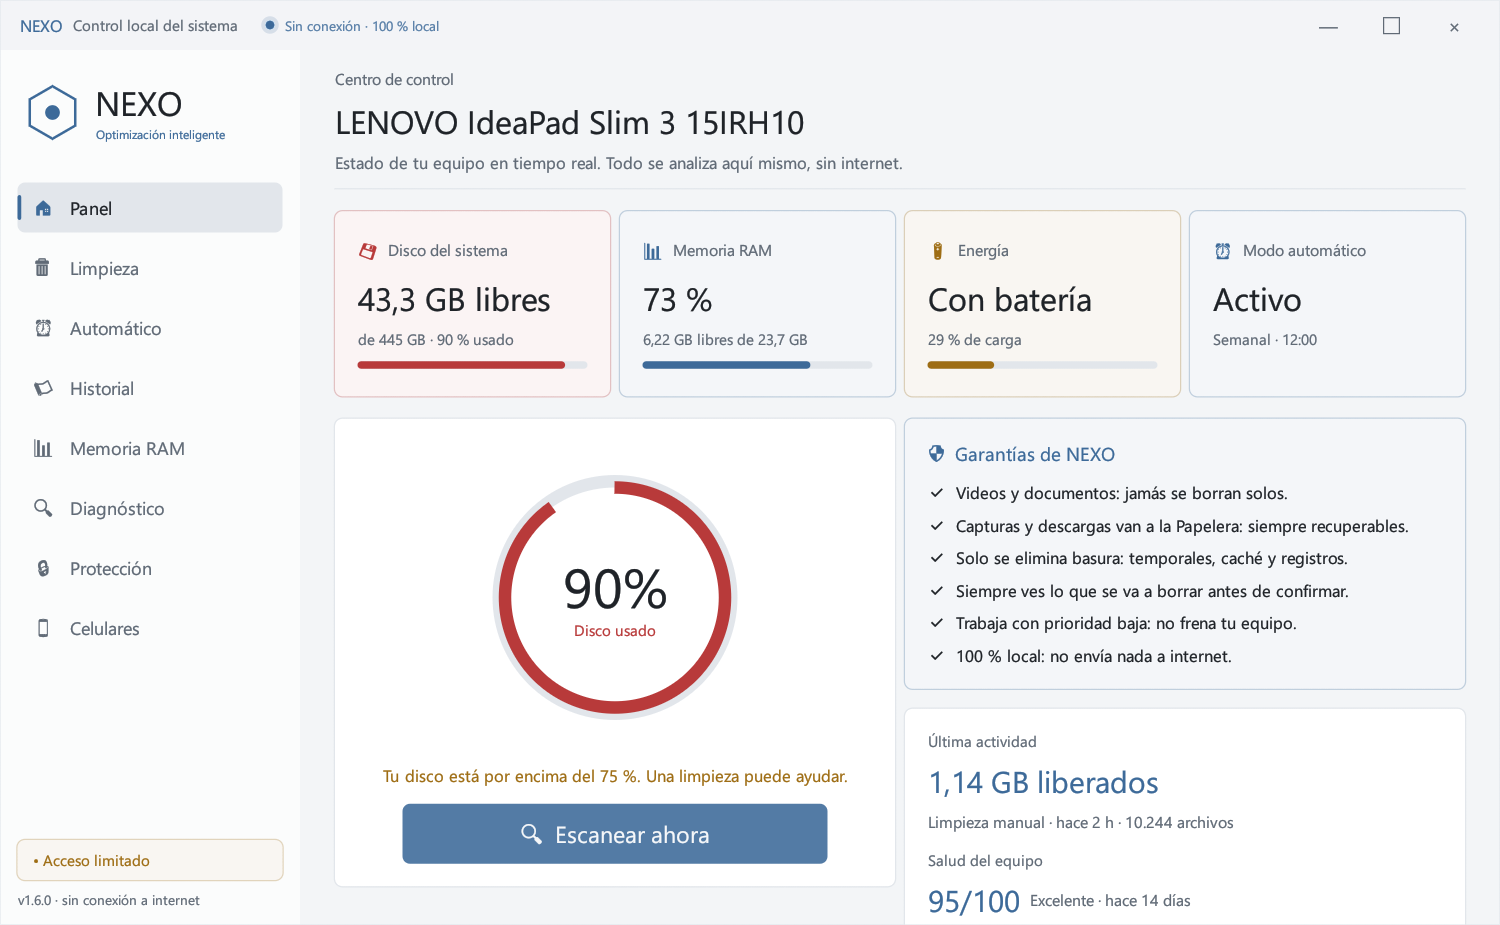 NEXO Control local del sistema Sin conexión · 100 % local
NEXO
Optimización inteligente
Panel
Limpieza
Automático
Historial
Memoria RAM
Diagnóstico
Protección
Celulares
• Acceso limitado
v1.6.0 · sin conexión a internet
Centro de control
LENOVO IdeaPad Slim 3 15IRH10
Estado de tu equipo en tiempo real. Todo se analiza aquí mismo, sin internet.
Disco del sistema
43,3 GB libres
de 445 GB · 90 % usado
Memoria RAM
73 %
6,22 GB libres de 23,7 GB
Energía
Con batería
29 % de carga
Modo automático
Activo
Semanal · 12:00
90%
Disco usado
Tu disco está por encima del 75 %. Una limpieza puede ayudar.
Escanear ahora
Garantías de NEXO
Videos y documentos: jamás se borran solos.
Capturas y descargas van a la Papelera: siempre recuperables.
Solo se elimina basura: temporales, caché y registros.
Siempre ves lo que se va a borrar antes de confirmar.
Trabaja con prioridad baja: no frena tu equipo.
100 % local: no envía nada a internet.
Última actividad
1,14 GB liberados
Limpieza manual · hace 2 h · 10.244 archivos
Salud del equipo
95/100 Excelente · hace 14 días